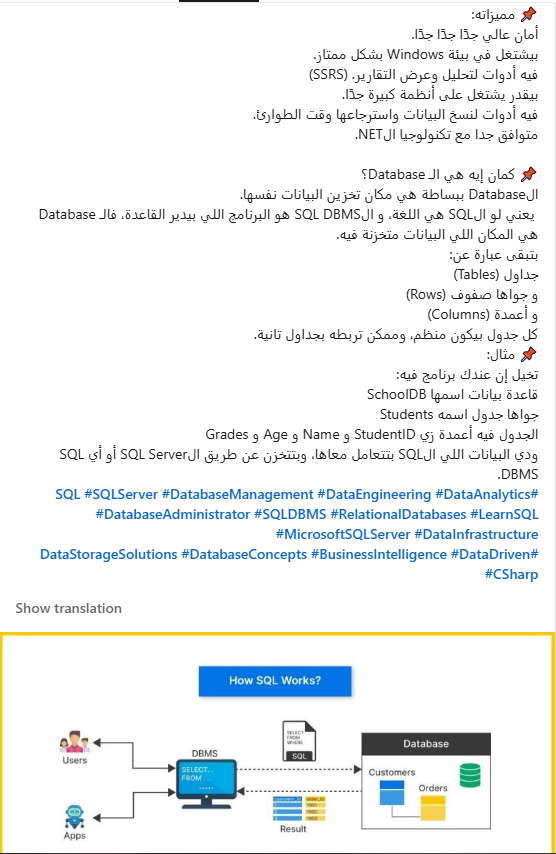 📌 مميزاته:
أمان عالي جدًا جدًا جدًا.
بيشتغل في بيئة Windows بشكل ممتاز.
فيه أدوات لتحليل وعرض التقارير. (SSRS)
بيقدر يشتغل على أنظمة كبيرة جدًا.
فيه أدوات لنسخ البيانات واسترجاعها وقت الطوارئ.
متوافق جدا مع تكنولوجيا الـNET.
📌 كمان إيه هي الـ Database؟
الDatabase ببساطة هي مكان تخزين البيانات نفسها.
يعني لو الSQL هي اللغة، و الSQL DBMS هو البرنامج اللي بيدير القاعدة، فالـ Database
هي المكان اللي البيانات متخزنة فيه.
بتبقى عبارة عن:
جداول (Tables)
و جواها صفوف (Rows)
و أعمدة (Columns)
كل جدول بيكون منظم، وممكن تربطه بجداول تانية.
📌 مثال:
تخيل إن عندك برنامج فيه:
قاعدة بيانات اسمها SchoolDB
جواها جدول اسمه Students
الجدول فيه أعمدة زي StudentID و Name و Age و Grades
ودي البيانات اللي الSQL بتتعامل معاها، وبتتخزن عن طريق الSQL Server أو أي SQL
DBMS.
SQL #SQLServer #DatabaseManagement #DataEngineering #DataAnalytics#
#DatabaseAdministrator #SQLDBMS #RelationalDatabases #LearnSQL
#MicrosoftSQLServer #DataInfrastructure
DataStorageSolutions #DatabaseConcepts #BusinessIntelligence #DataDriven#
#CSharp
Show translation
How SQL Works?
Users
Apps
DBMS
SELECT..
FROM ..
.....
SELECT
FROM
WHERE
SQL
Result
Database
Customers
Orders